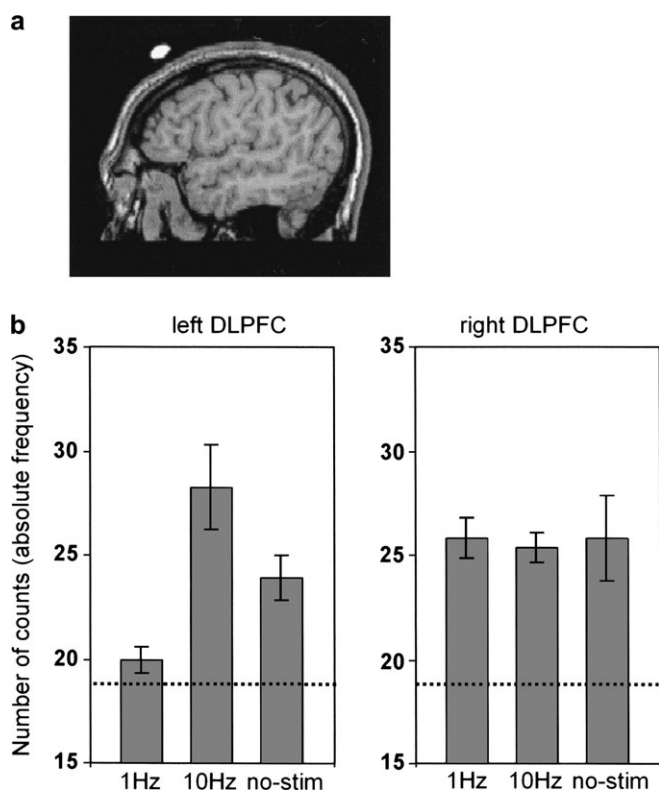 a
b
left DLPFC
right DLPFC
Number of counts (absolute frequency)
35
30
25
20
15
1Hz 10Hz no-stim
35
30
25
20
15
1Hz 10Hz no-stim